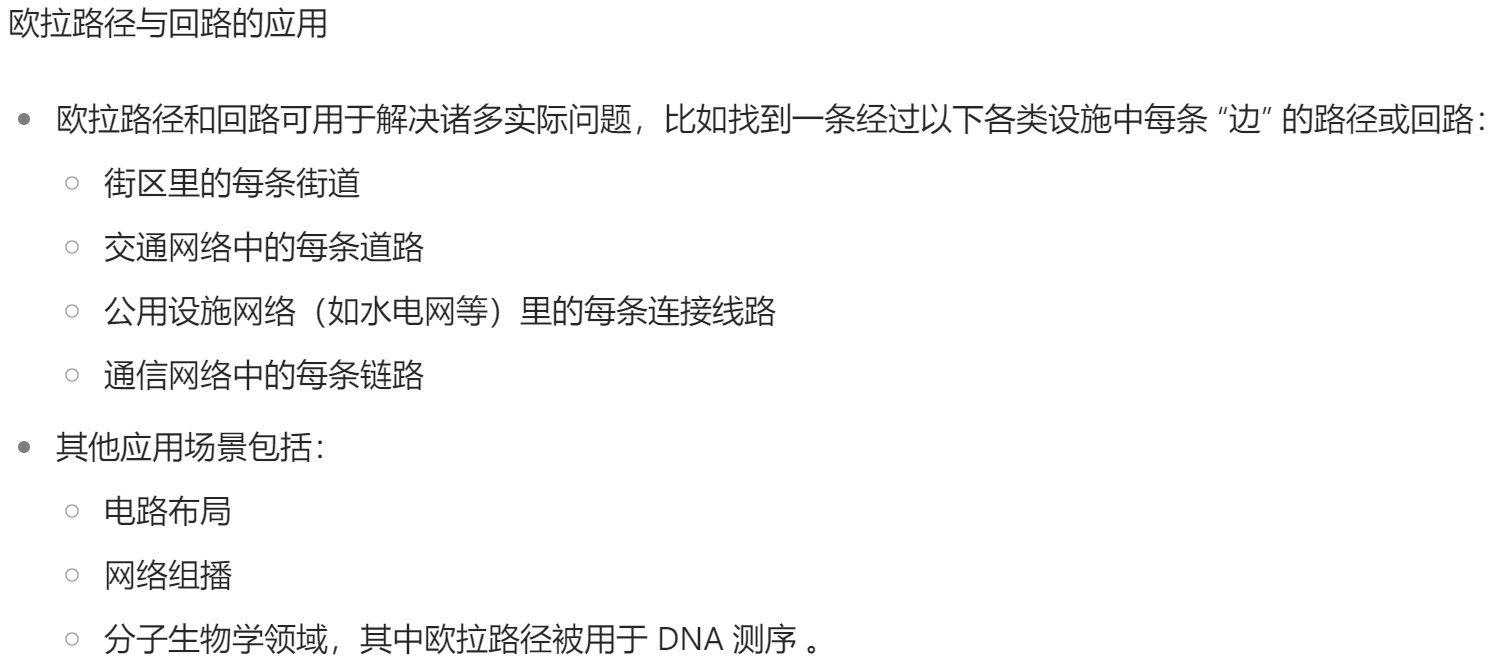 欧拉路径与回路的应用
• 欧拉路径和回路可用于解决诸多实际问题，比如找到一条经过以下各类设施中每条 “边” 的路径或回路：
○ 街区里的每条街道
○ 交通网络中的每条道路
○ 公用设施网络（如水电网等）里的每条连接线路
○ 通信网络中的每条链路
• 其他应用场景包括：
○ 电路布局
○ 网络组播
○ 分子生物学领域，其中欧拉路径被用于 DNA 测序 。